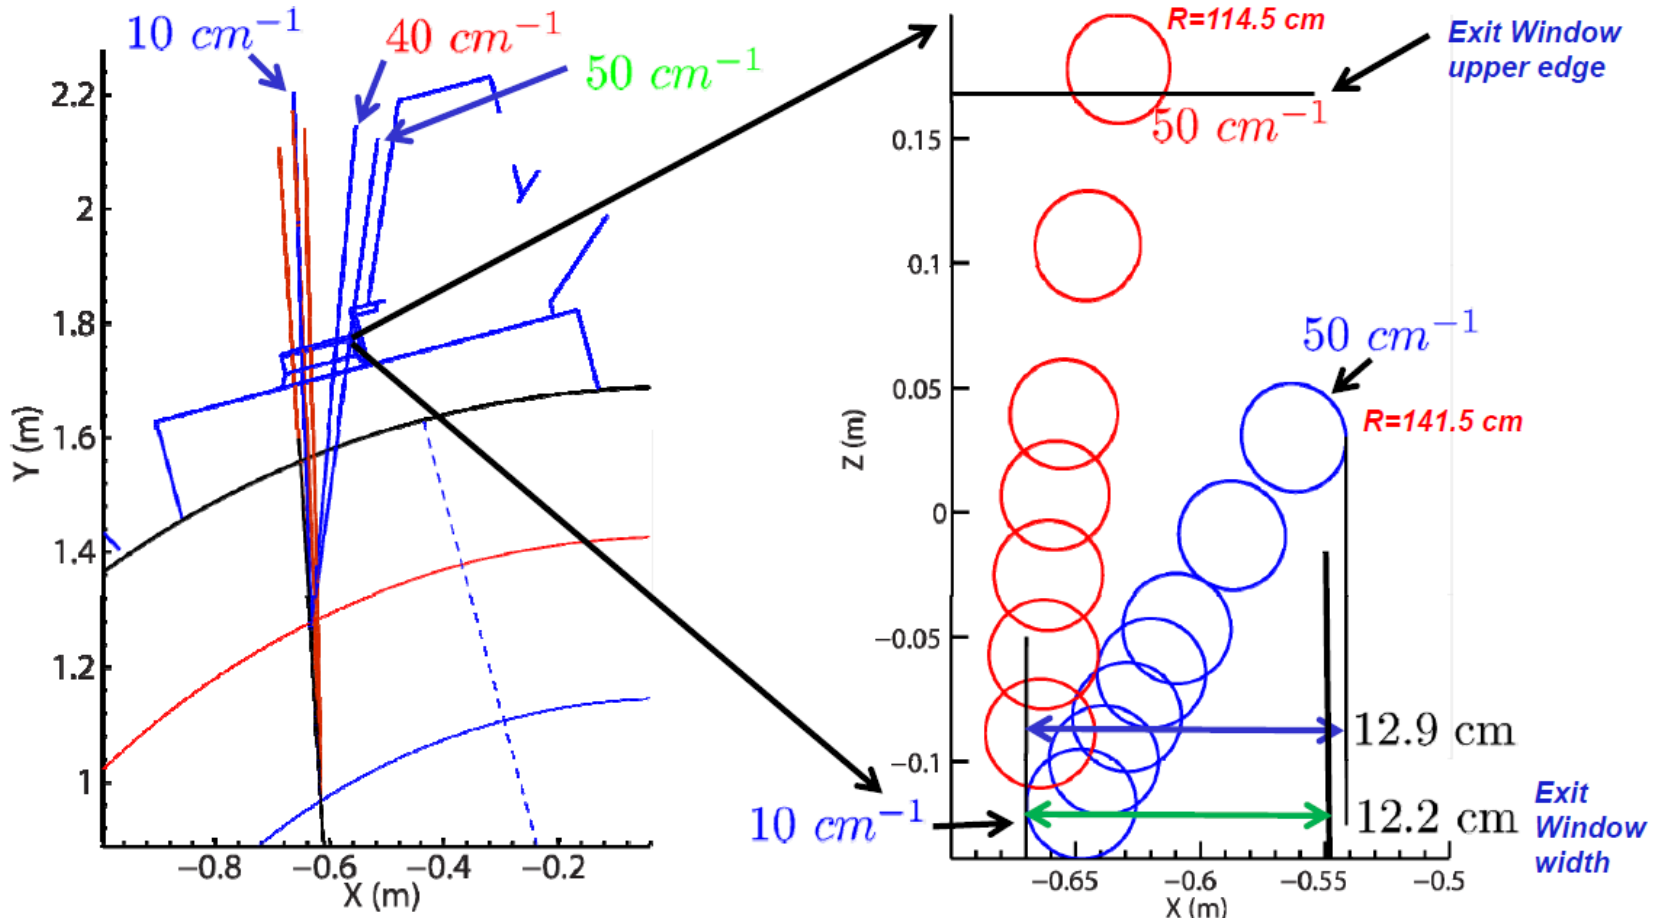 10 cm⁻¹
40 cm⁻¹
50 cm⁻¹
2.2
2
1.8
1.6
1.4
1.2
1
Y (m)
−0.8
−0.6
−0.4
−0.2
X (m)
R=114.5 cm
Exit Window
upper edge
50 cm⁻¹
0.15
0.1
0.05
0
−0.05
−0.1
Z (m)
50 cm⁻¹
R=141.5 cm
12.9 cm
12.2 cm
Exit
Window
width
10 cm⁻¹
−0.65
−0.6
−0.55
−0.5
X (m)